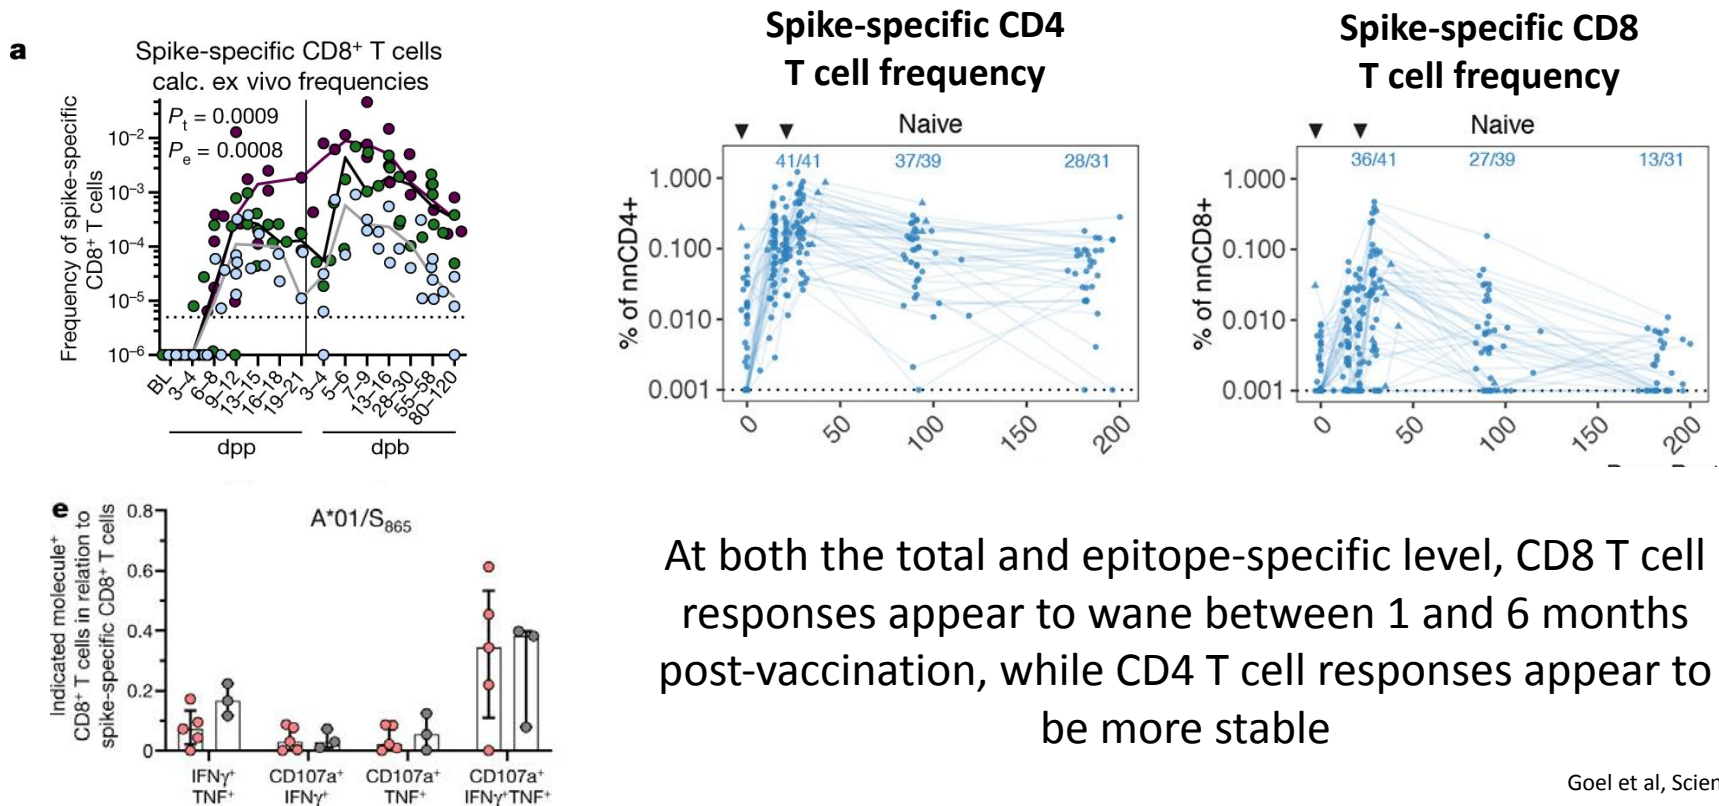 a
Spike-specific CD8⁺ T cells
calc. ex vivo frequencies
Frequency of spike-specific
CD8⁺ T cells
Pₜ = 0.0009
Pₑ = 0.0008
10⁻²
10⁻³
10⁻⁴
10⁻⁵
10⁻⁶
BL
3–4
6–8
9–12
13–15
16–18
19–21
3–4
5–6
7–9
13–16
28–30
55–58
80–120
dpp
dpb
Spike-specific CD4
T cell frequency
Naive
41/41
37/39
28/31
% of nnCD4+
1.000
0.100
0.010
0.001
0
50
100
150
200
Spike-specific CD8
T cell frequency
Naive
36/41
27/39
13/31
% of nnCD8+
1.000
0.100
0.010
0.001
0
50
100
150
200
e
A*01/S₈₆₅
Indicated molecule⁺
CD8⁺ T cells in relation to
spike-specific CD8⁺ T cells
0.8
0.6
0.4
0.2
0
IFNγ⁺
TNF⁺
CD107a⁺
IFNγ⁺
CD107a⁺
TNF⁺
CD107a⁺
IFNγ⁺TNF⁺
At both the total and epitope-specific level, CD8 T cell
responses appear to wane between 1 and 6 months
post-vaccination, while CD4 T cell responses appear to
be more stable
Goel et al, Scien